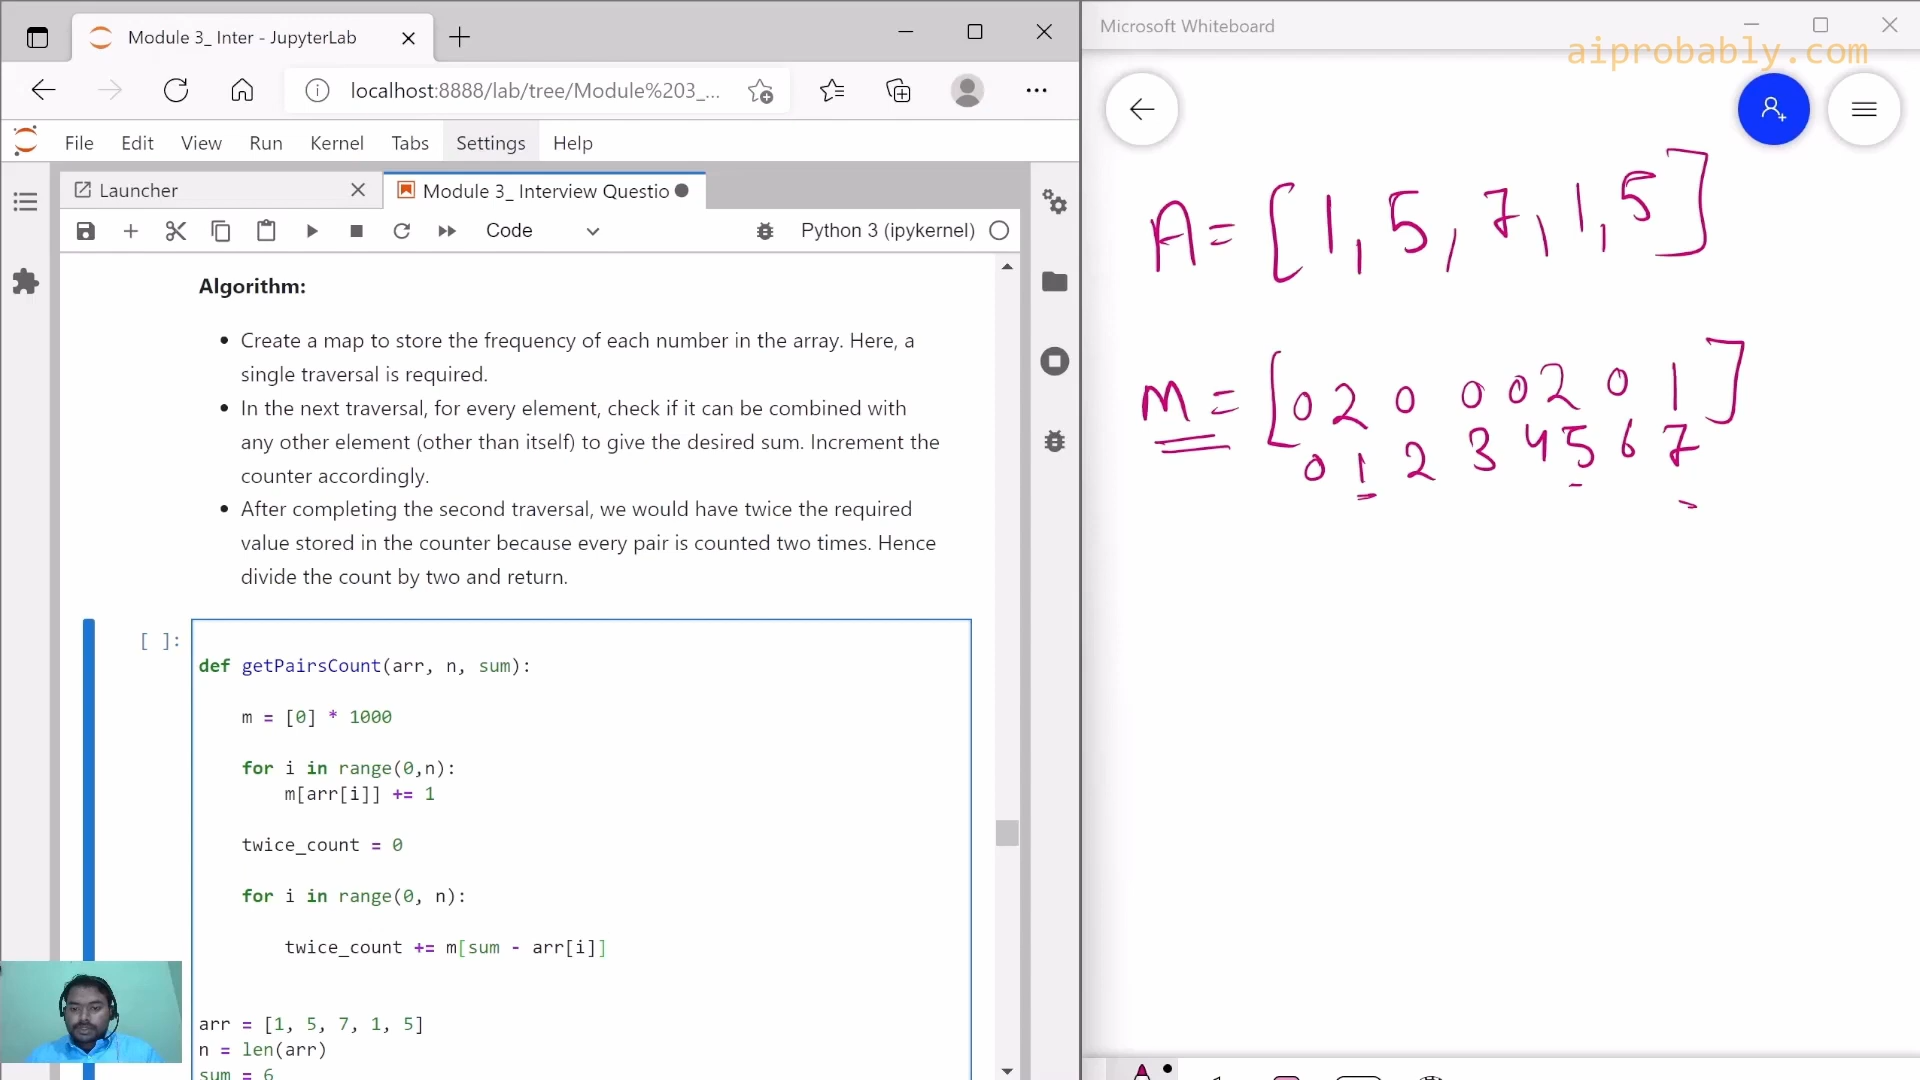 Module 3_ Inter - JupyterLab
localhost:8888/lab/tree/Module%203_...
File Edit View Run Kernel Tabs Settings Help
Launcher
Module 3_ Interview Questio
Code
Python 3 (ipykernel)
Algorithm:
Create a map to store the frequency of each number in the array. Here, a
single traversal is required.
In the next traversal, for every element, check if it can be combined with
any other element (other than itself) to give the desired sum. Increment the
counter accordingly.
After completing the second traversal, we would have twice the required
value stored in the counter because every pair is counted two times. Hence
divide the count by two and return.
[ ]:
def getPairsCount(arr, n, sum):
m = [0] * 1000
for i in range(0,n):
m[arr[i]] += 1
twice_count = 0
for i in range(0, n):
twice_count += m[sum - arr[i]]
arr = [1, 5, 7, 1, 5]
n = len(arr)
sum = 6
Microsoft Whiteboard
aiprobably.com
A = [1, 5, 7, 1, 5]
M = [0 2 0 0 0 2 0 1]
0 1 2 3 4 5 6 7